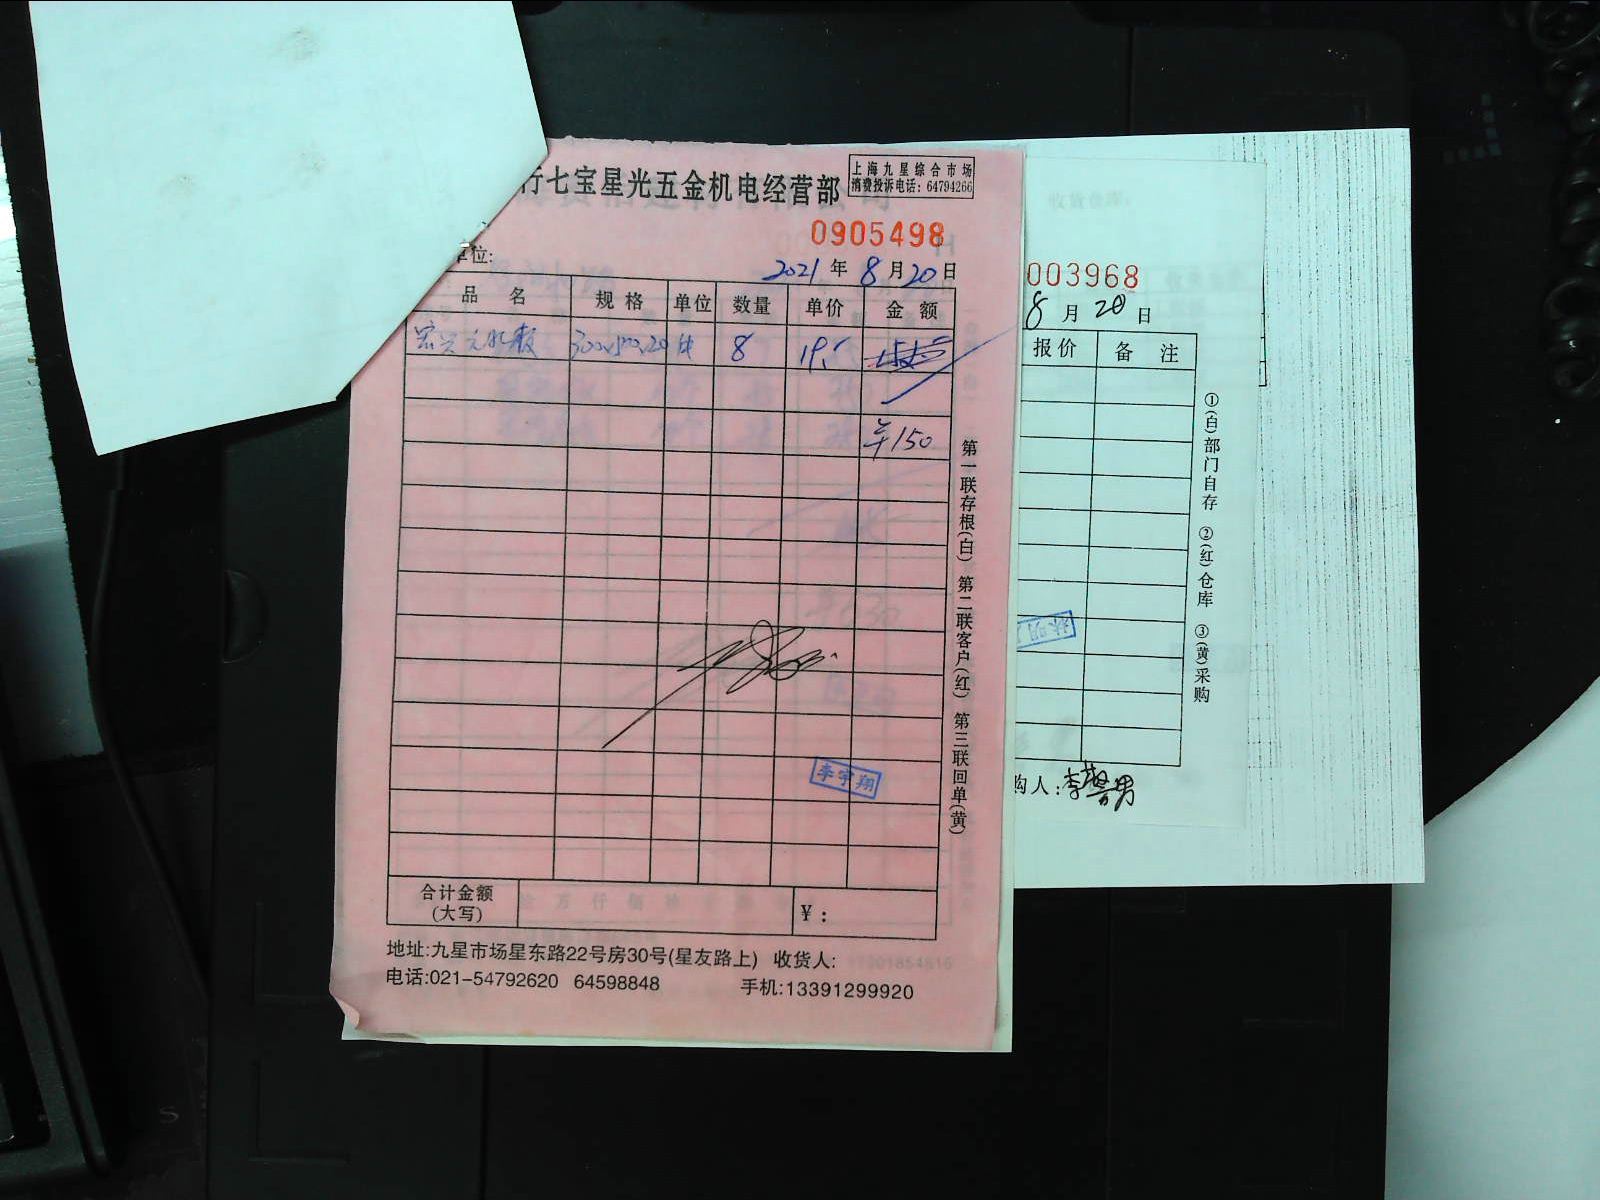 行七宝星光五金机电经营部
上海九星综合市场
消费投诉电话：64794266
0905498
单位:
2021 年 8 月 20 日
品 名 规 格 单位 数量 单价 金 额
8
¥150
李宇翔
合计金额
(大写)
¥：
地址:九星市场星东路22号房30号(星友路上) 收货人:
电话:021-54792620 64598848 手机:13391299920
第一联存根(白) 第二联客户(红) 第三联回单(黄)
003968
8 月 20 日
报价 备 注
购人：李
①(白)部门自存 ②(红)仓库 ③(黄)采购